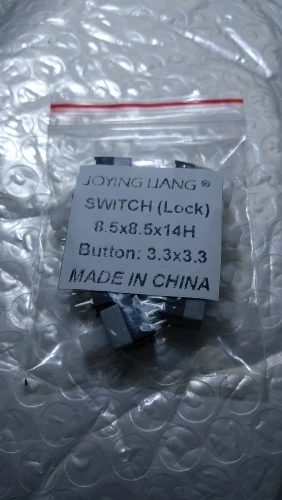 JOYING LIANG ®
SWITCH (Lock)
8.5x8.5x14H
Button: 3.3x3.3
MADE IN CHINA